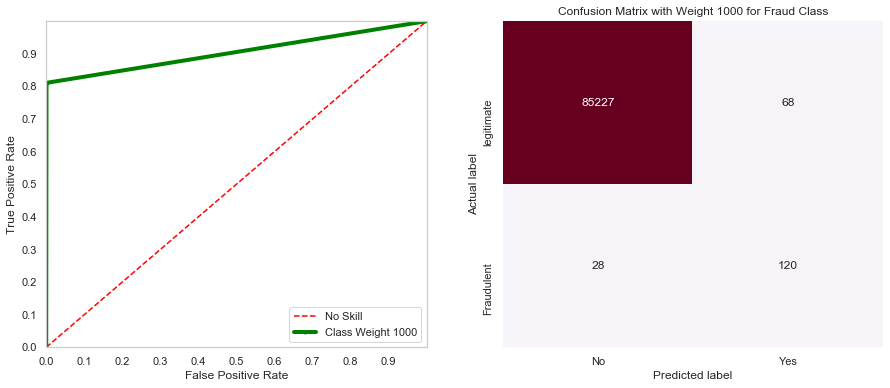 0.9
0.8
0.7
0.6
0.5
0.4
0.3
0.2
0.1
0.0
True Positive Rate
0.0 0.1 0.2 0.3 0.4 0.5 0.6 0.7 0.8 0.9
False Positive Rate
No Skill
Class Weight 1000
Confusion Matrix with Weight 1000 for Fraud Class
Actual label
legitimate
85227 68
Fraudulent
28 120
No Yes
Predicted label